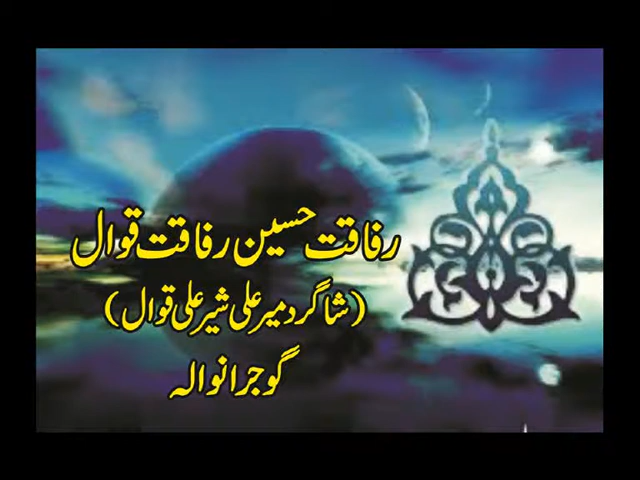 رفاقت حسین رفاقت قوال
(شاگرد میر علی شیر علی قوال)
گوجرانوالہ